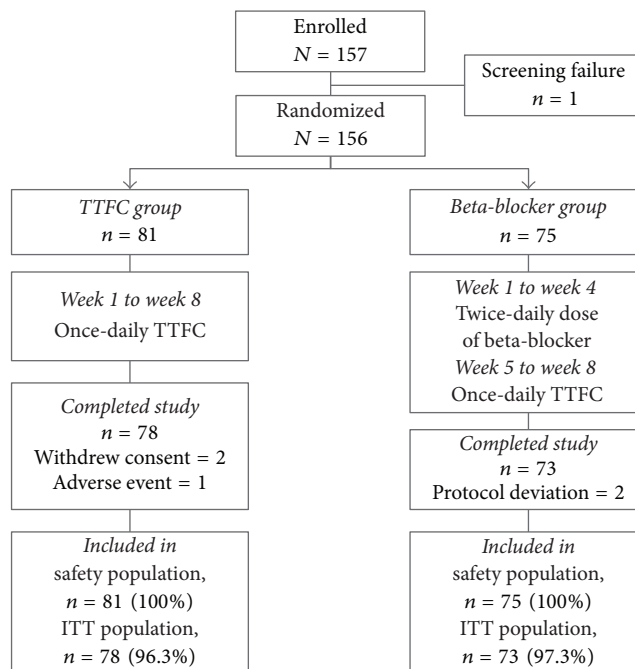 Enrolled
N = 157
Screening failure
n = 1
Randomized
N = 156
TTFC group
n = 81
Week 1 to week 8
Once-daily TTFC
Completed study
n = 78
Withdrew consent = 2
Adverse event = 1
Included in
safety population,
n = 81 (100%)
ITT population,
n = 78 (96.3%)
Beta-blocker group
n = 75
Week 1 to week 4
Twice-daily dose
of beta-blocker
Week 5 to week 8
Once-daily TTFC
Completed study
n = 73
Protocol deviation = 2
Included in
safety population,
n = 75 (100%)
ITT population,
n = 73 (97.3%)